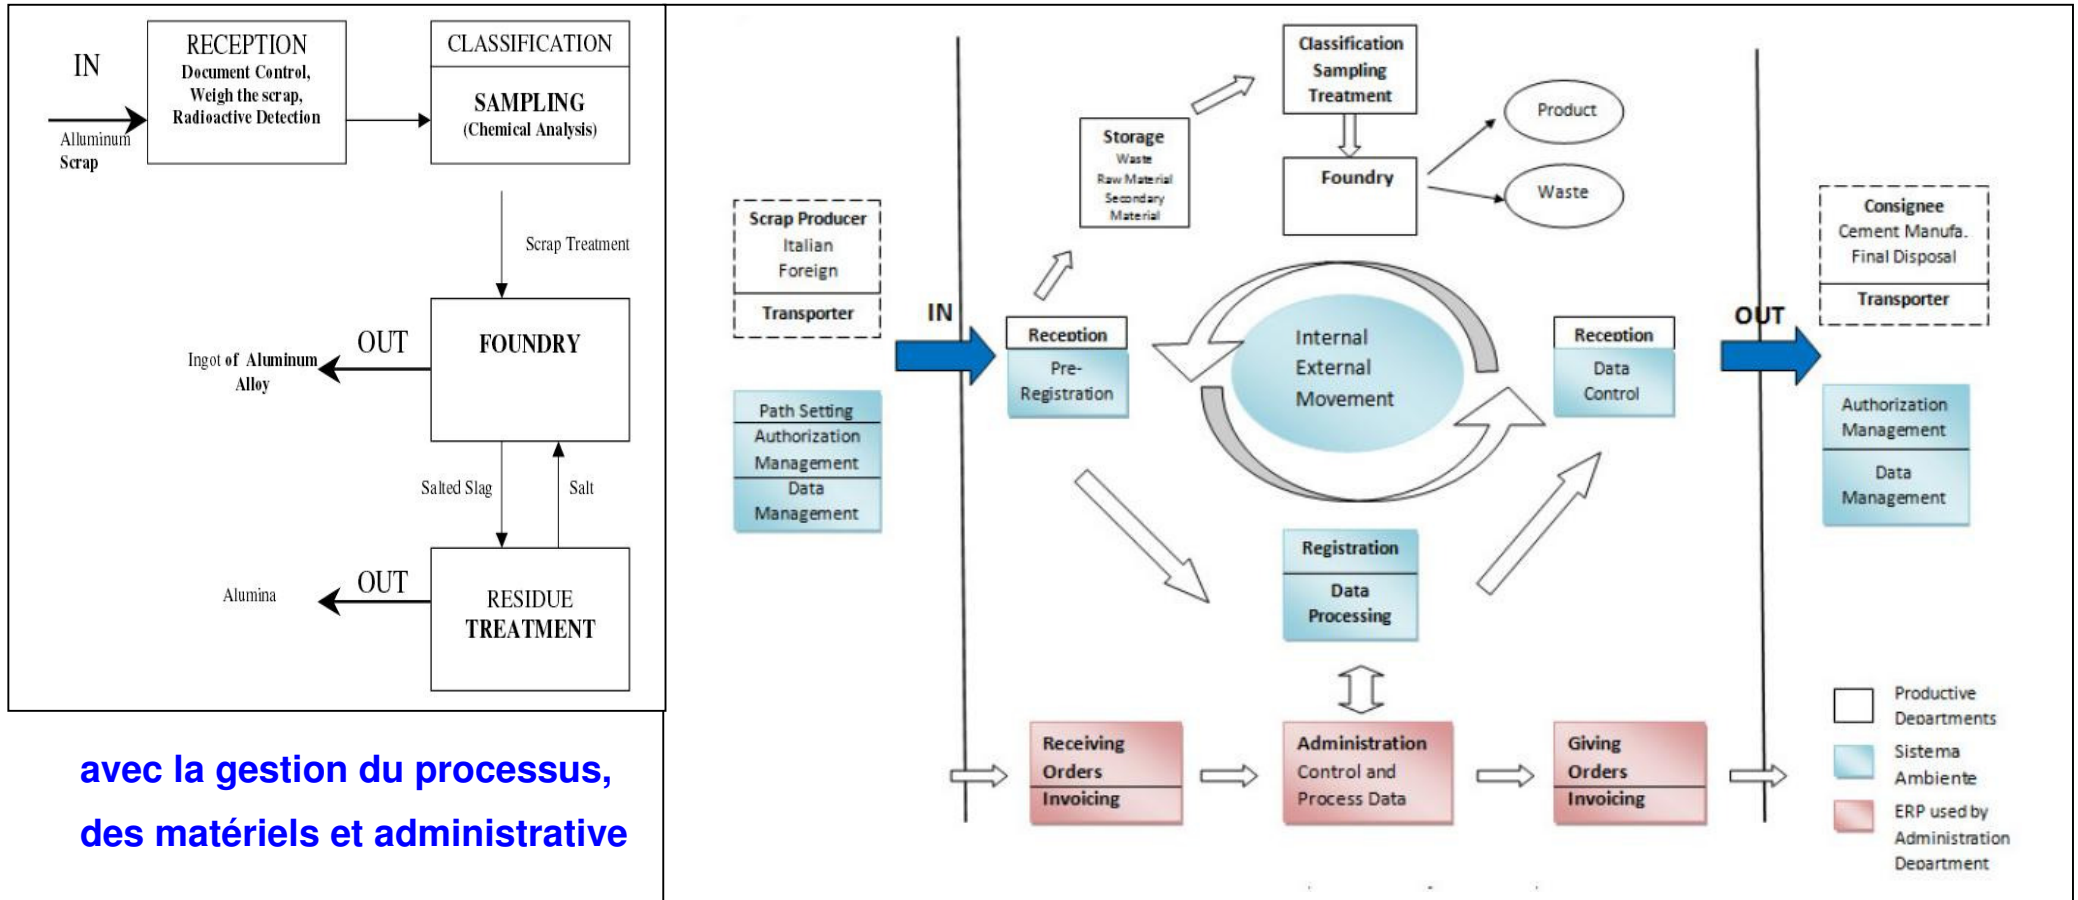 IN
Alluminum
Scrap
RECEPTION
Document Control,
Weigh the scrap,
Radioactive Detection
CLASSIFICATION
SAMPLING
(Chemical Analysis)
Scrap Treatment
FOUNDRY
OUT
Ingot of Aluminum
Alloy
Salted Slag
Salt
RESIDUE
TREATMENT
OUT
Alumina
avec la gestion du processus,
des matériels et administrative
Scrap Producer
Italian
Foreign
Transporter
Path Setting
Authorization
Management
Data
Management
IN
Reception
Pre-
Registration
Storage
Waste
Raw Material
Secondary
Material
Classification
Sampling
Treatment
Foundry
Product
Waste
Internal
External
Movement
Reception
Data
Control
Registration
Data
Processing
Receiving
Orders
Invoicing
Administration
Control and
Process Data
Giving
Orders
Invoicing
OUT
Consignee
Cement Manufa.
Final Disposal
Transporter
Authorization
Management
Data
Management
Productive
Departments
Sistema
Ambiente
ERP used by
Administration
Department